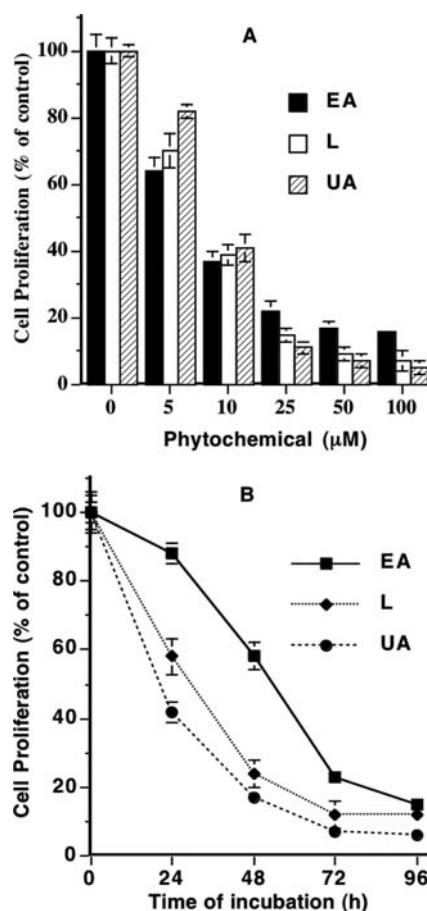 A
Cell Proliferation (% of control)
100
80
60
40
20
0
EA
L
UA
0 5 10 25 50 100
Phytochemical (μM)
B
Cell Proliferation (% of control)
100
80
60
40
20
0
EA
L
UA
0 24 48 72 96
Time of incubation (h)